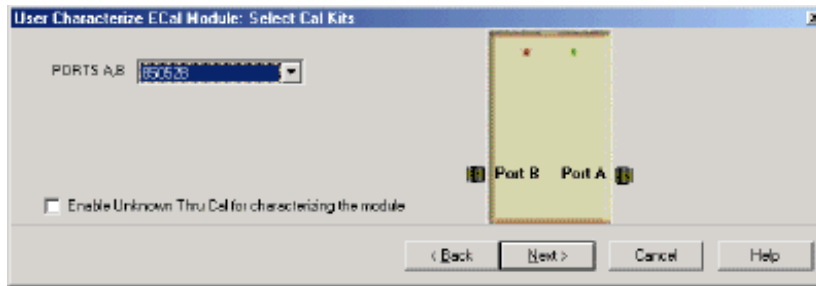 User Characterize ECal Module: Select Cal Kits
PORTS A,B 85052B
Port B Port A
Enable Unknown Thru Cal for characterizing the module
< Back Next > Cancel Help